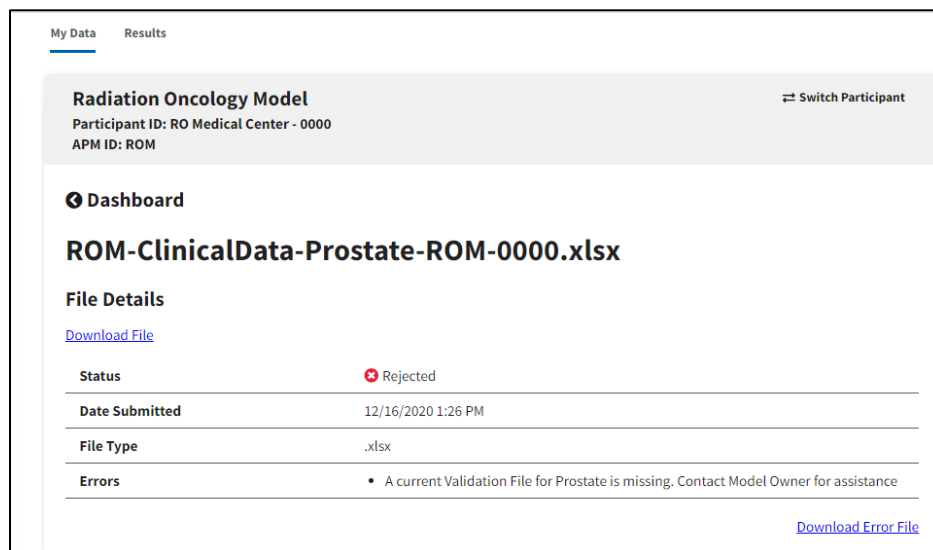 My Data Results
Radiation Oncology Model
Switch Participant
Participant ID: RO Medical Center - 0000
APM ID: ROM
Dashboard
ROM-ClinicalData-Prostate-ROM-0000.xlsx
File Details
Download File
Status Rejected
Date Submitted 12/16/2020 1:26 PM
File Type .xlsx
Errors • A current Validation File for Prostate is missing. Contact Model Owner for assistance
Download Error File